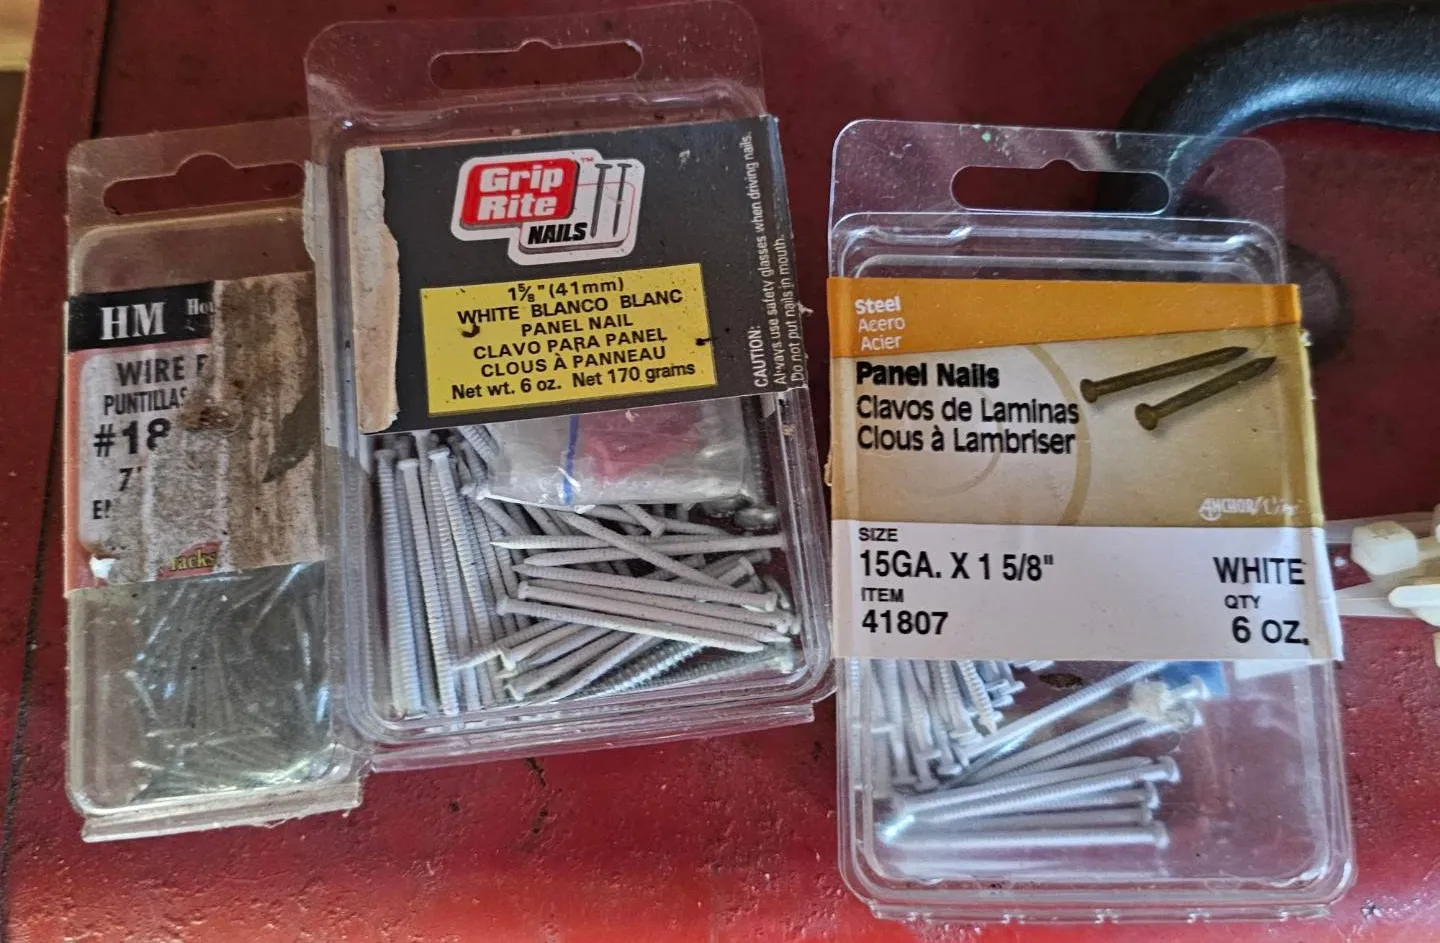 HM
WIRE
#18
Grip
Rite
NAILS
TM
1⅝" (41mm)
WHITE BLANCO BLANC
PANEL NAIL
CLAVO PARA PANEL
CLOUS À PANNEAU
Net wt. 6 oz. Net 170 grams
CAUTION:
Always use safety glasses when driving nails.
Do not put nails in mouth.
Steel
Acero
Acier
Panel Nails
Clavos de Laminas
Clous à Lambriser
ANCHOR Wire
SIZE
15GA. X 1 5/8"
WHITE
ITEM
QTY
41807
6 OZ.